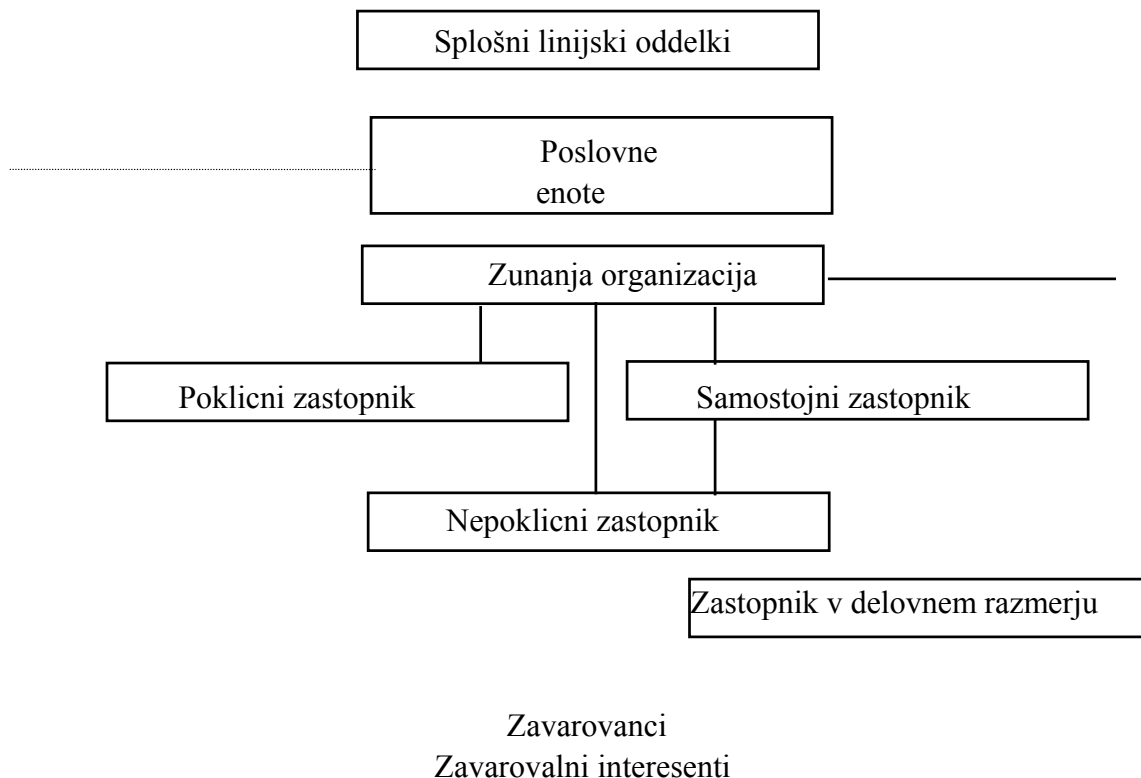 Splošni linijski oddelki
Poslovne
enote
Zunanja organizacija
Poklicni zastopnik
Samostojni zastopnik
Nepoklicni zastopnik
Zastopnik v delovnem razmerju
Zavarovanci
Zavarovalni interesenti